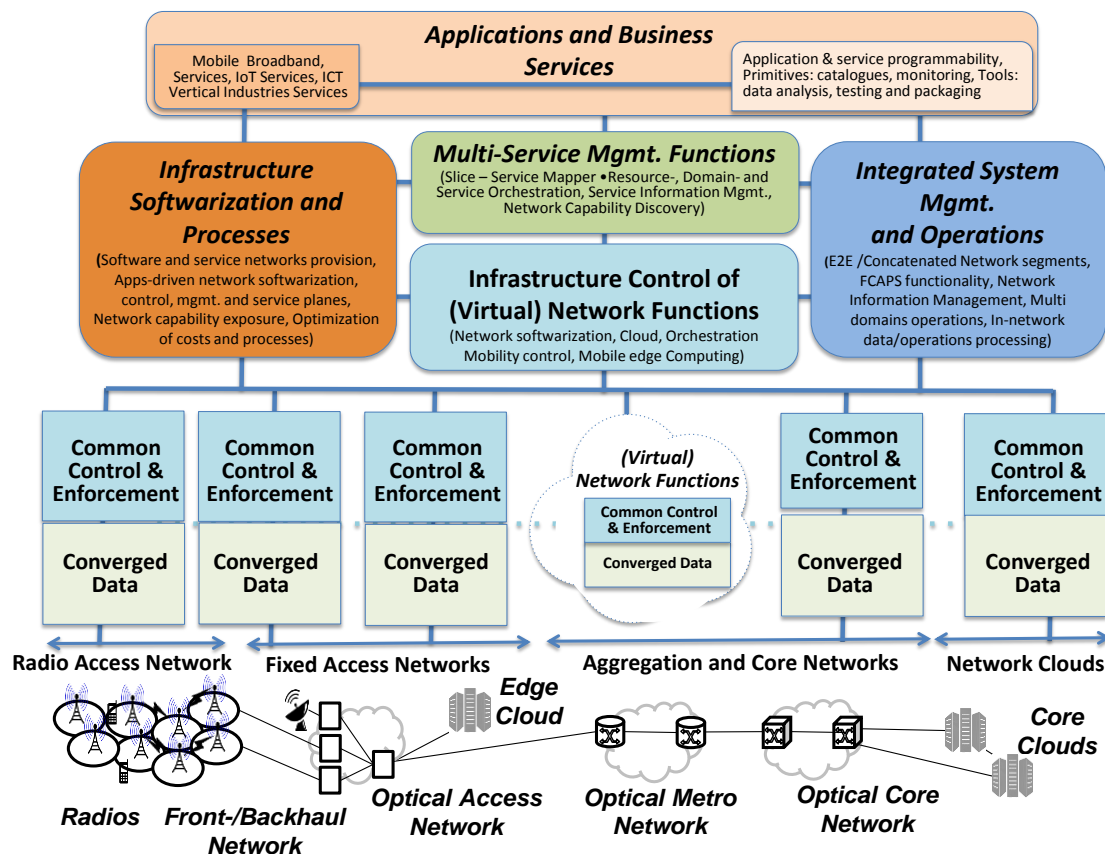 Applications and Business
Services
Mobile Broadband,
Services, IoT Services, ICT
Vertical Industries Services
Application & service programmability,
Primitives: catalogues, monitoring, Tools:
data analysis, testing and packaging
Infrastructure
Softwarization and
Processes
(Software and service networks provision,
Apps-driven network softwarization,
control, mgmt. and service planes,
Network capability exposure, Optimization
of costs and processes)
Multi-Service Mgmt. Functions
(Slice – Service Mapper •Resource-, Domain- and
Service Orchestration, Service Information Mgmt.,
Network Capability Discovery)
Infrastructure Control of
(Virtual) Network Functions
(Network softwarization, Cloud, Orchestration
Mobility control, Mobile edge Computing)
Integrated System
Mgmt.
and Operations
(E2E /Concatenated Network segments,
FCAPS functionality, Network
Information Management, Multi
domains operations, In-network
data/operations processing)
Common
Control &
Enforcement
Converged
Data
Common
Control &
Enforcement
Converged
Data
Common
Control &
Enforcement
Converged
Data
(Virtual)
Network Functions
Common Control
& Enforcement
Converged Data
Common
Control &
Enforcement
Converged
Data
Common
Control &
Enforcement
Converged
Data
Radio Access Network
Fixed Access Networks
Aggregation and Core Networks
Network Clouds
Edge
Cloud
Core
Clouds
Radios
Front-/Backhaul
Network
Optical Access
Network
Optical Metro
Network
Optical Core
Network